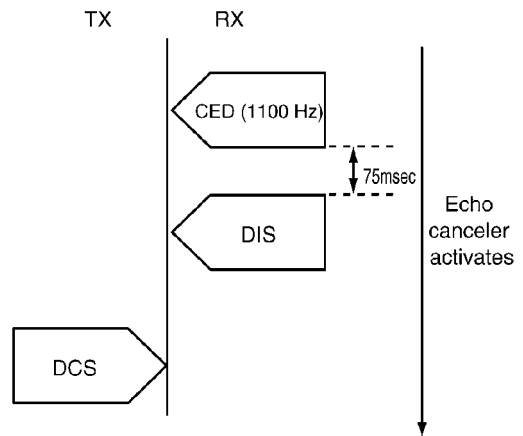 TX RX
CED (1100 Hz)
75msec
DIS
Echo
canceler
activates
DCS